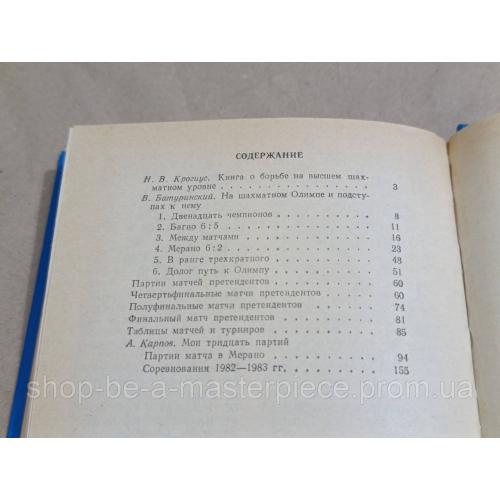 СОДЕРЖАНИЕ
Н. В. Крогиус. Книга о борьбе на высшем шах-
матном уровне . . . . . . . . . . . . . 3
В. Батуринский. На шахматном Олимпе и подсту-
пах к нему
1. Двенадцать чемпионов . . . . . . . . 8
2. Багио 6:5 . . . . . . . . . . . . 11
3. Между матчами . . . . . . . . . . 16
4. Мерано 6:2 . . . . . . . . . . . 23
5. В ранге трехкратного . . . . . . . . 48
6. Долог путь к Олимпу . . . . . . . . 51
Партии матчей претендентов . . . . . . . 60
Четвертьфинальные матчи претендентов . . . . 60
Полуфинальные матчи претендентов . . . . . 74
Финальный матч претендентов . . . . . . . 81
Таблицы матчей и турниров . . . . . . . 85
А. Карпов. Мои тридцать партий
Партии матча в Мерано . . . . . . . . 94
Соревнования 1982—1983 гг. . . . . . . . 155
shop-be-a-masterpiece.prom.ua